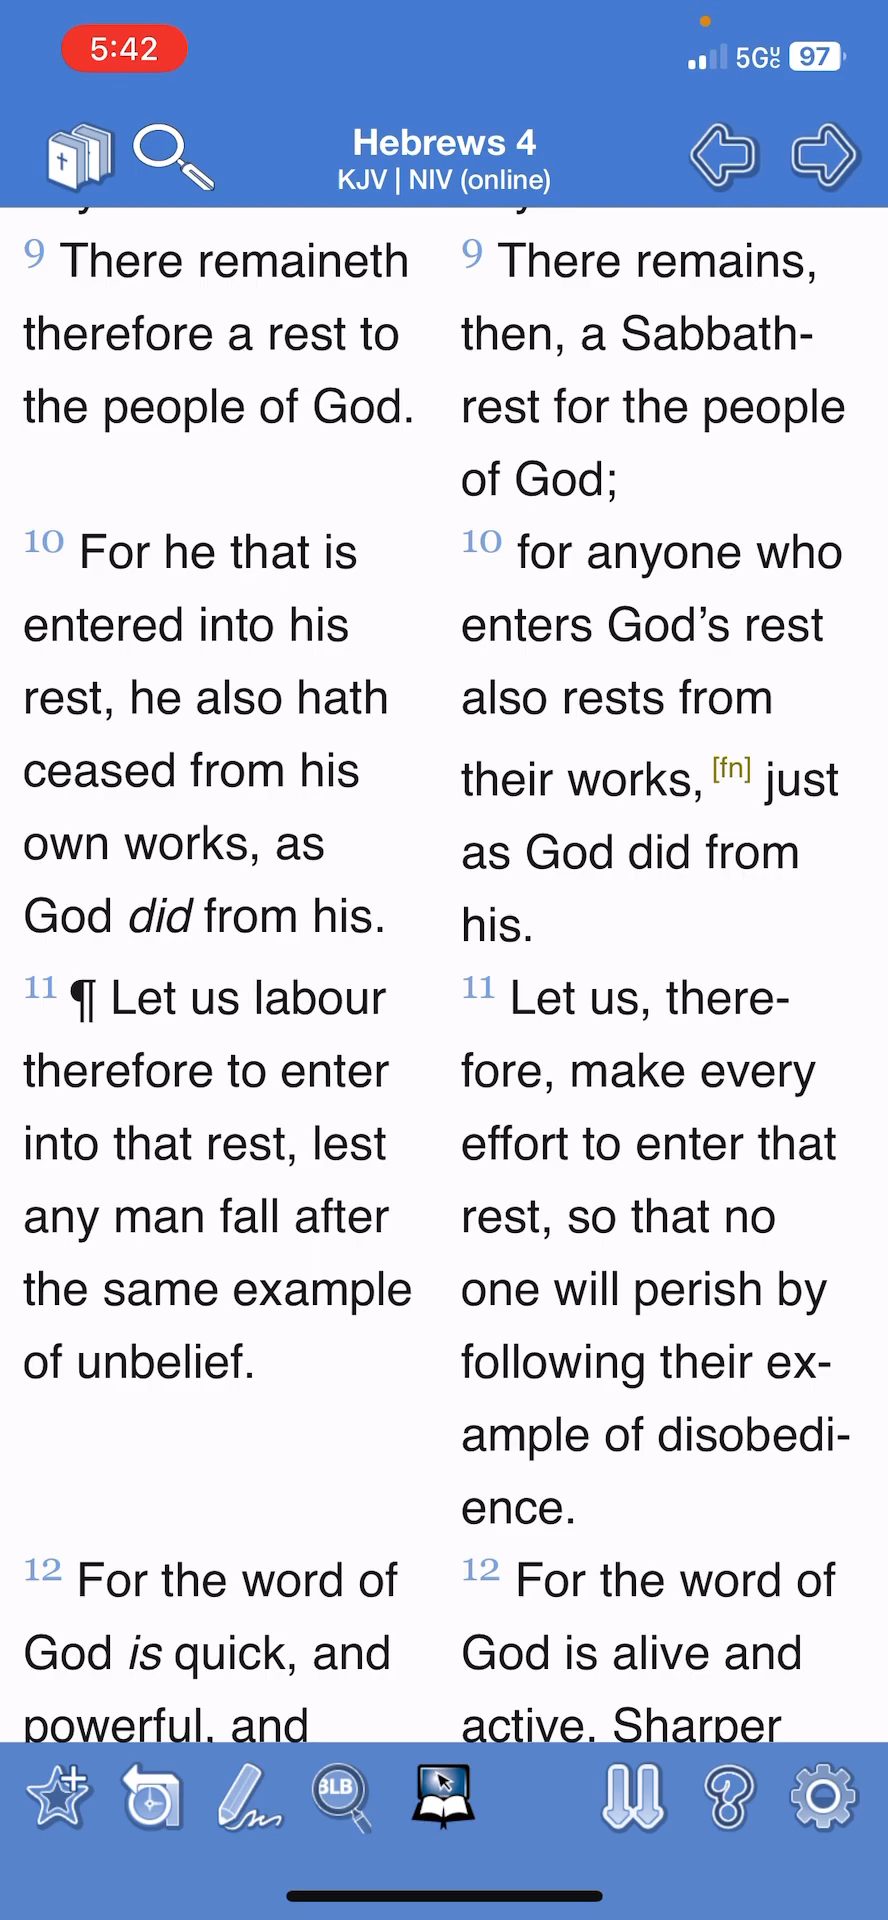 5:42
5G
97
Hebrews 4
KJV | NIV (online)
9 There remaineth
therefore a rest to
the people of God.
10 For he that is
entered into his
rest, he also hath
ceased from his
own works, as
God did from his.
11 ¶ Let us labour
therefore to enter
into that rest, lest
any man fall after
the same example
of unbelief.
12 For the word of
God is quick, and
powerful, and
9 There remains,
then, a Sabbath-
rest for the people
of God;
10 for anyone who
enters God’s rest
also rests from
their works, [fn] just
as God did from
his.
11 Let us, there-
fore, make every
effort to enter that
rest, so that no
one will perish by
following their ex-
ample of disobedi-
ence.
12 For the word of
God is alive and
active. Sharper
BLB